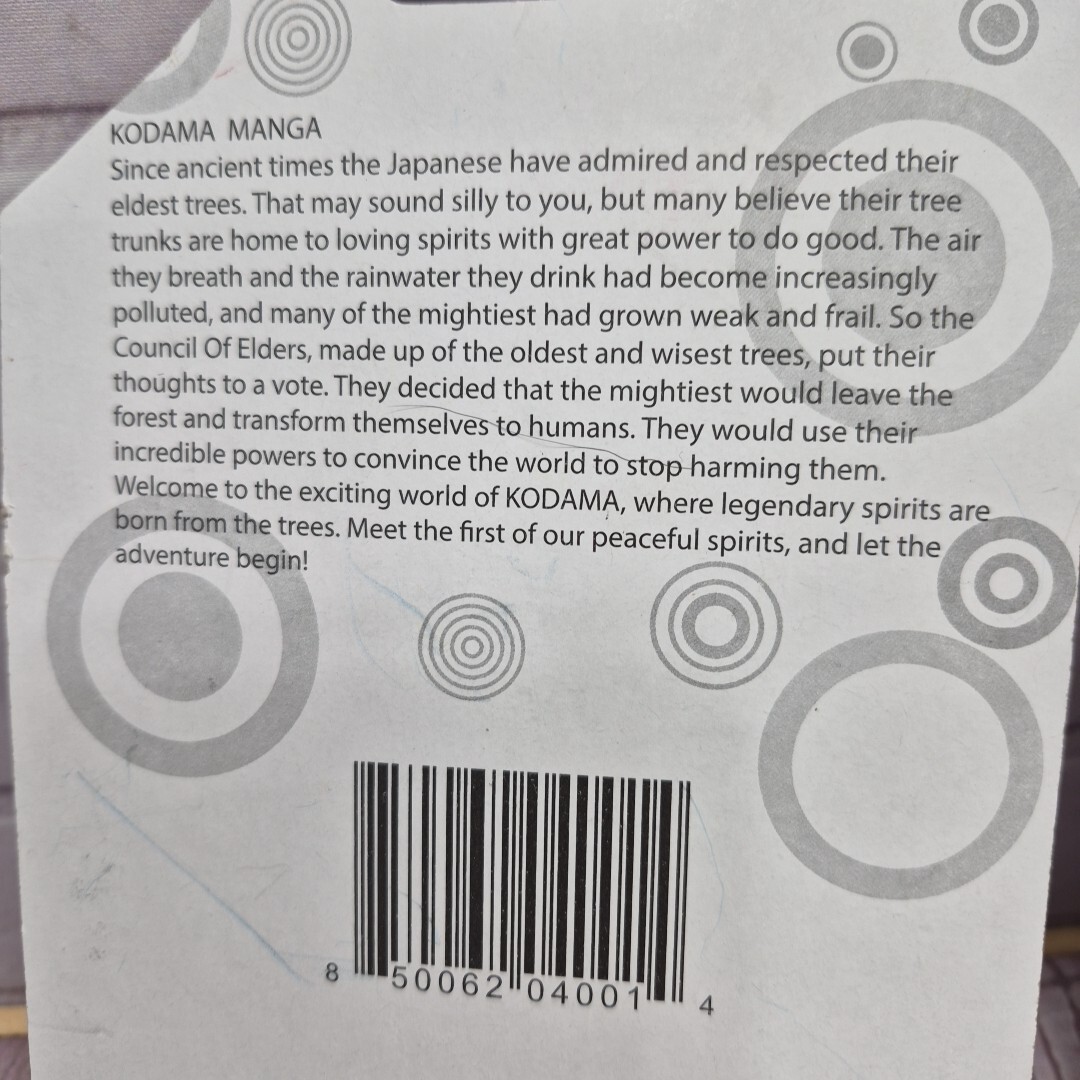 KODAMA MANGA
Since ancient times the Japanese have admired and respected their
eldest trees. That may sound silly to you, but many believe their tree
trunks are home to loving spirits with great power to do good. The air
they breath and the rainwater they drink had become increasingly
polluted, and many of the mightiest had grown weak and frail. So the
Council Of Elders, made up of the oldest and wisest trees, put their
thoughts to a vote. They decided that the mightiest would leave the
forest and transform themselves to humans. They would use their
incredible powers to convince the world to stop harming them.
Welcome to the exciting world of KODAMA, where legendary spirits are
born from the trees. Meet the first of our peaceful spirits, and let the
adventure begin!
8 50062 04001 4